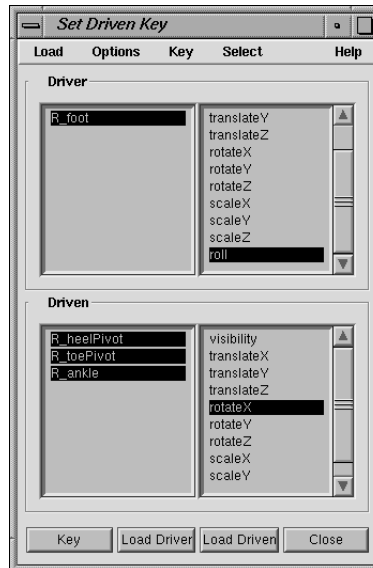 Set Driven Key
Load Options Key Select Help
Driver
R_foot
translateY
translateZ
rotateX
rotateY
rotateZ
scaleX
scaleY
scaleZ
roll
Driven
R_heelPivot
R_toePivot
R_ankle
visibility
translateX
translateY
translateZ
rotateX
rotateY
rotateZ
scaleX
scaleY
Key Load Driver Load Driven Close